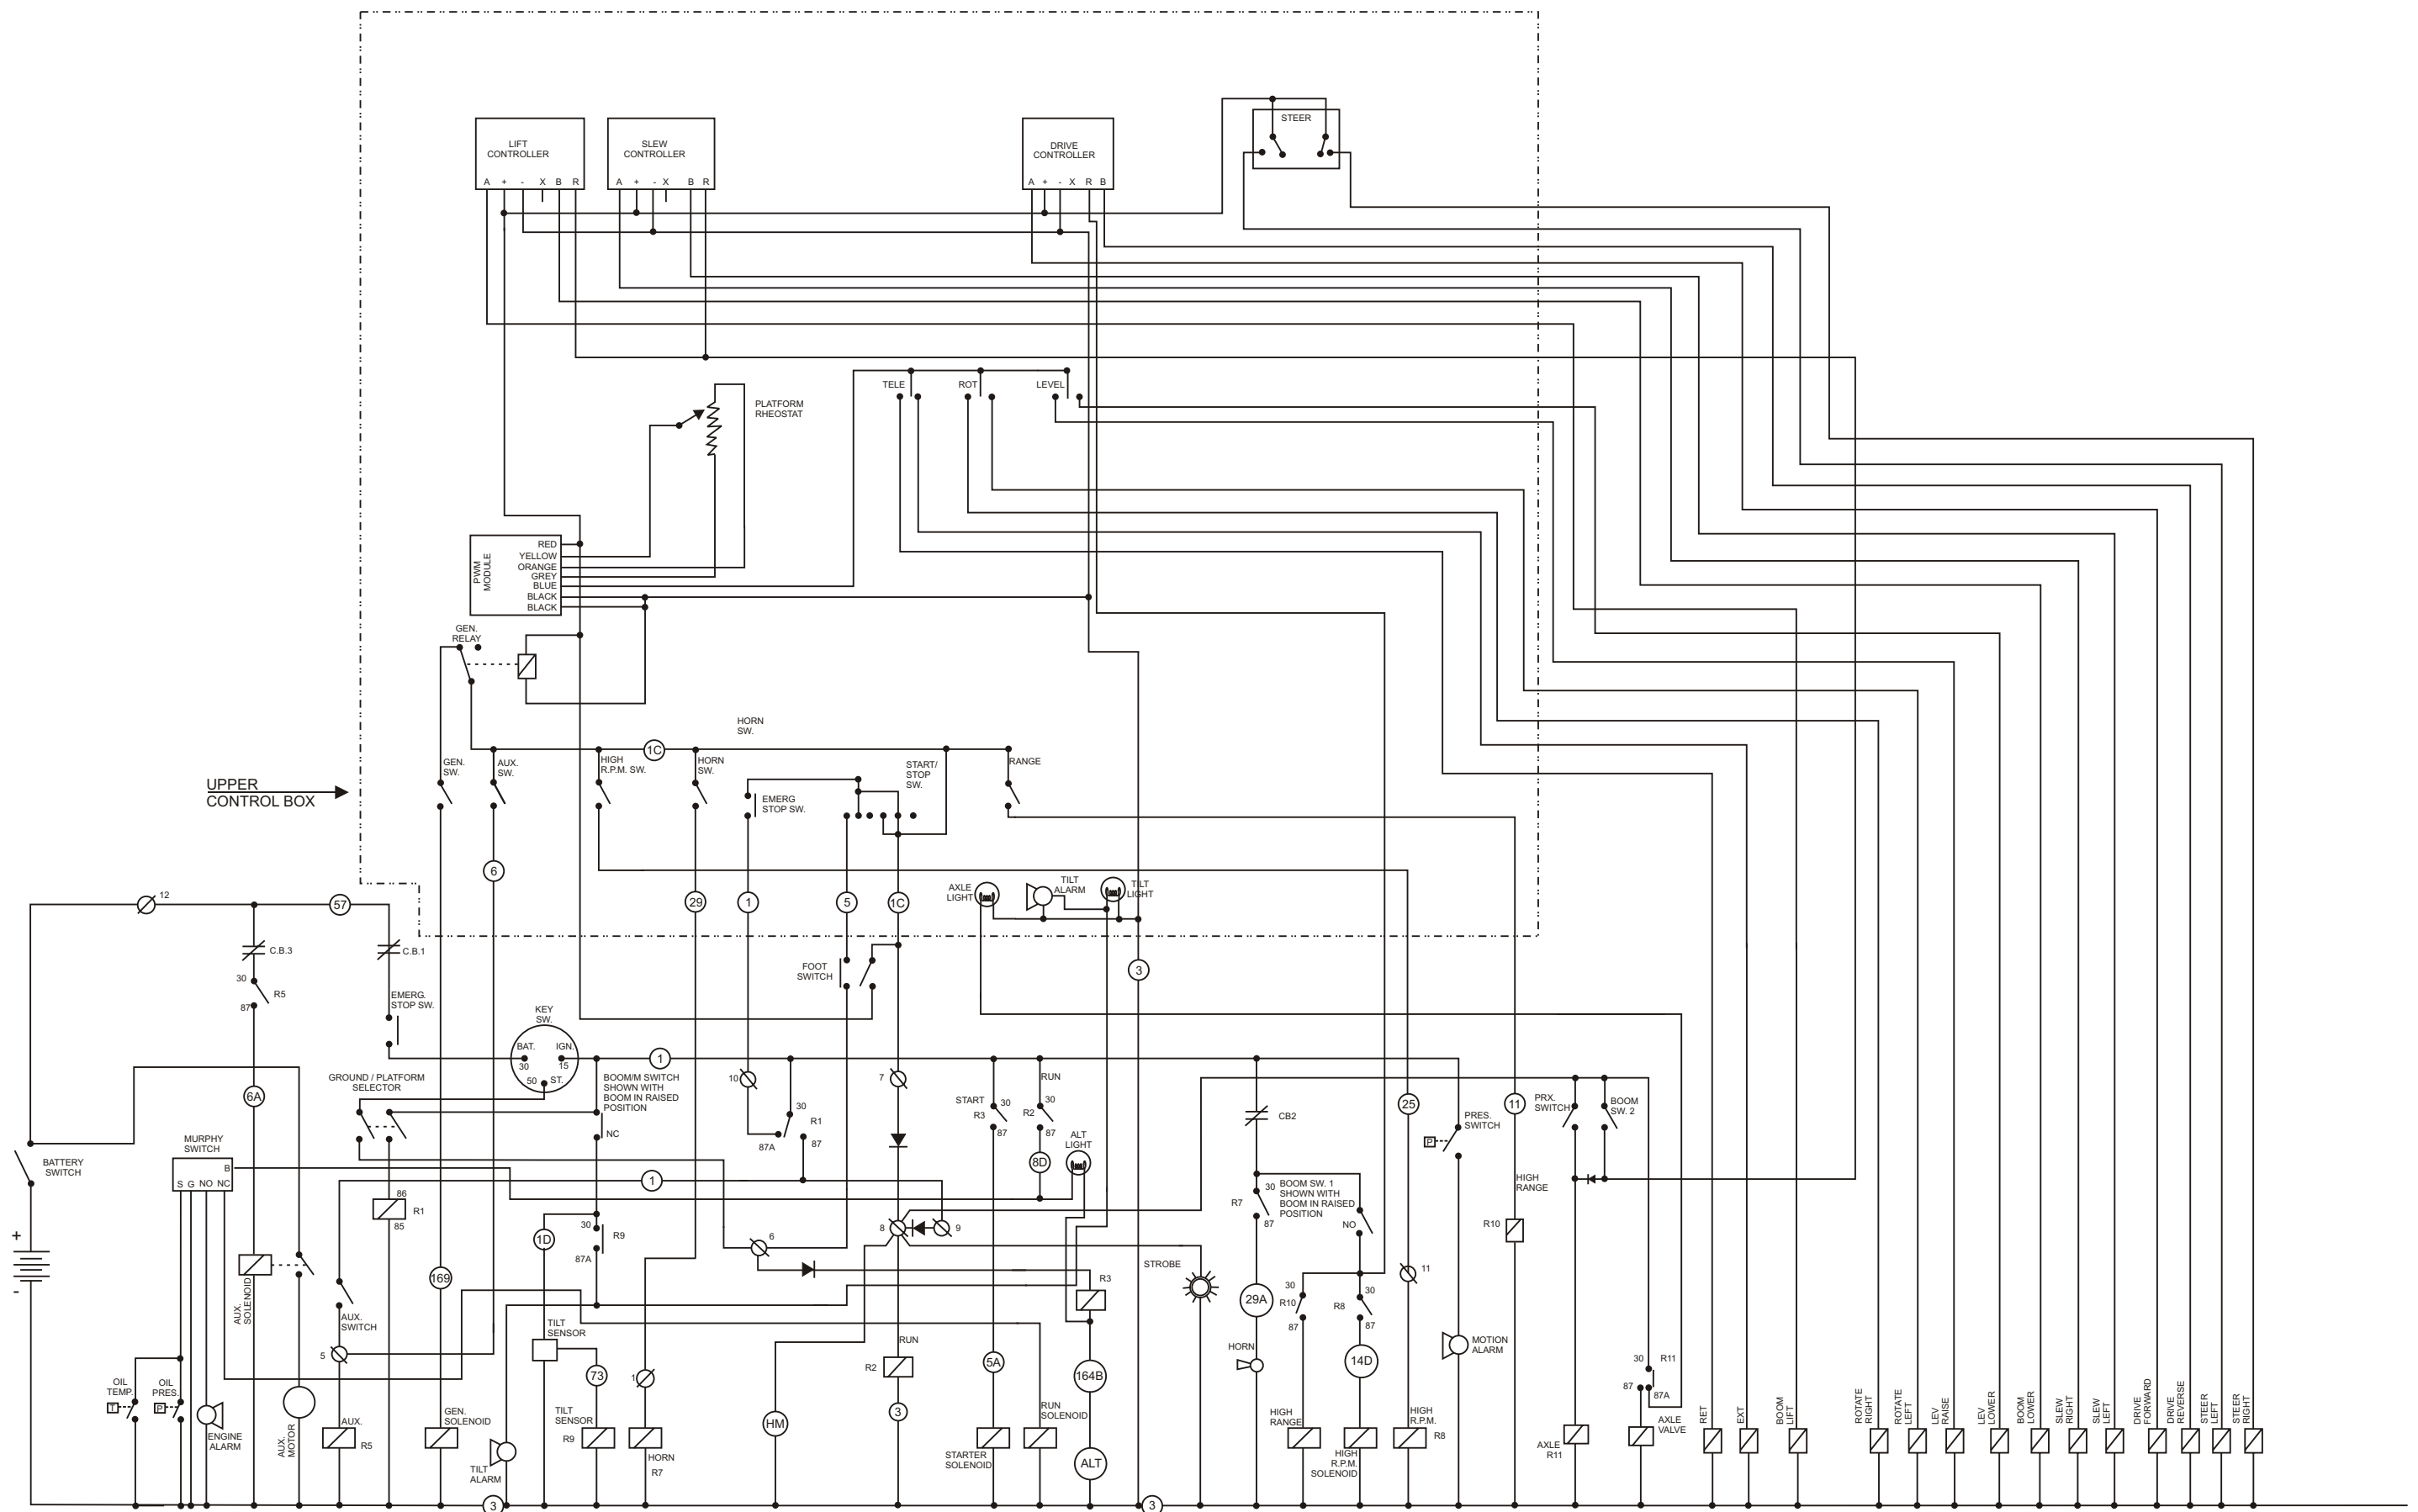 STEER
LIFT
CONTROLLER
A + - X B R
SLEW
CONTROLLER
A + - X B R
DRIVE
CONTROLLER
A + - X R B
TELE
ROT
LEVEL
PLATFORM
RHEOSTAT
PWM
MODULE
RED
YELLOW
ORANGE
GREY
BLUE
BLACK
BLACK
GEN.
RELAY
HORN
SW.
1C
GEN.
SW.
AUX.
SW.
HIGH
R.P.M. SW.
HORN
SW.
EMERG
STOP SW.
START/
STOP
SW.
RANGE
UPPER
CONTROL BOX
6
29
1
5
1C
AXLE
LIGHT
TILT
ALARM
TILT
LIGHT
12
57
C.B.3
C.B.1
30
R5
87
EMERG.
STOP SW.
FOOT
SWITCH
3
KEY
SW.
BAT.
30
IGN.
15
50
ST.
1
GROUND / PLATFORM
SELECTOR
BOOM/M SWITCH
SHOWN WITH
BOOM IN RAISED
POSITION
NC
10
7
30
R1
87A
87
START
R3
30
87
RUN
R2
30
87
CB2
25
11
PRES.
SWITCH
P
PRX.
SWITCH
BOOM
SW. 2
6A
MURPHY
SWITCH
B
S G NO NC
BATTERY
SWITCH
+
-
86
R1
85
1
8D
ALT
LIGHT
30
R7
87
BOOM SW. 1
SHOWN WITH
BOOM IN RAISED
POSITION
NO
HIGH
RANGE
R10
1D
30
R9
87A
6
8
9
STROBE
R3
169
AUX.
SOLENOID
AUX.
SWITCH
5
29A
30
R10
87
30
R8
87
11
TILT
SENSOR
73
1
RUN
R2
3
5A
164B
HORN
14D
MOTION
ALARM
30
R11
87
87A
OIL
TEMP.
T
OIL
PRES.
P
ENGINE
ALARM
AUX.
MOTOR
AUX.
R5
GEN.
SOLENOID
TILT
ALARM
TILT
SENSOR
R9
HORN
R7
HM
STARTER
SOLENOID
RUN
SOLENOID
ALT
HIGH
RANGE
HIGH
R.P.M.
SOLENOID
HIGH
R.P.M.
R8
AXLE
R11
AXLE
VALVE
RET
EXT
BOOM
LIFT
ROTATE
RIGHT
ROTATE
LEFT
LEV
RAISE
LEV
LOWER
BOOM
LOWER
SLEW
RIGHT
SLEW
LEFT
DRIVE
FORWARD
DRIVE
REVERSE
STEER
LEFT
STEER
RIGHT
3
3